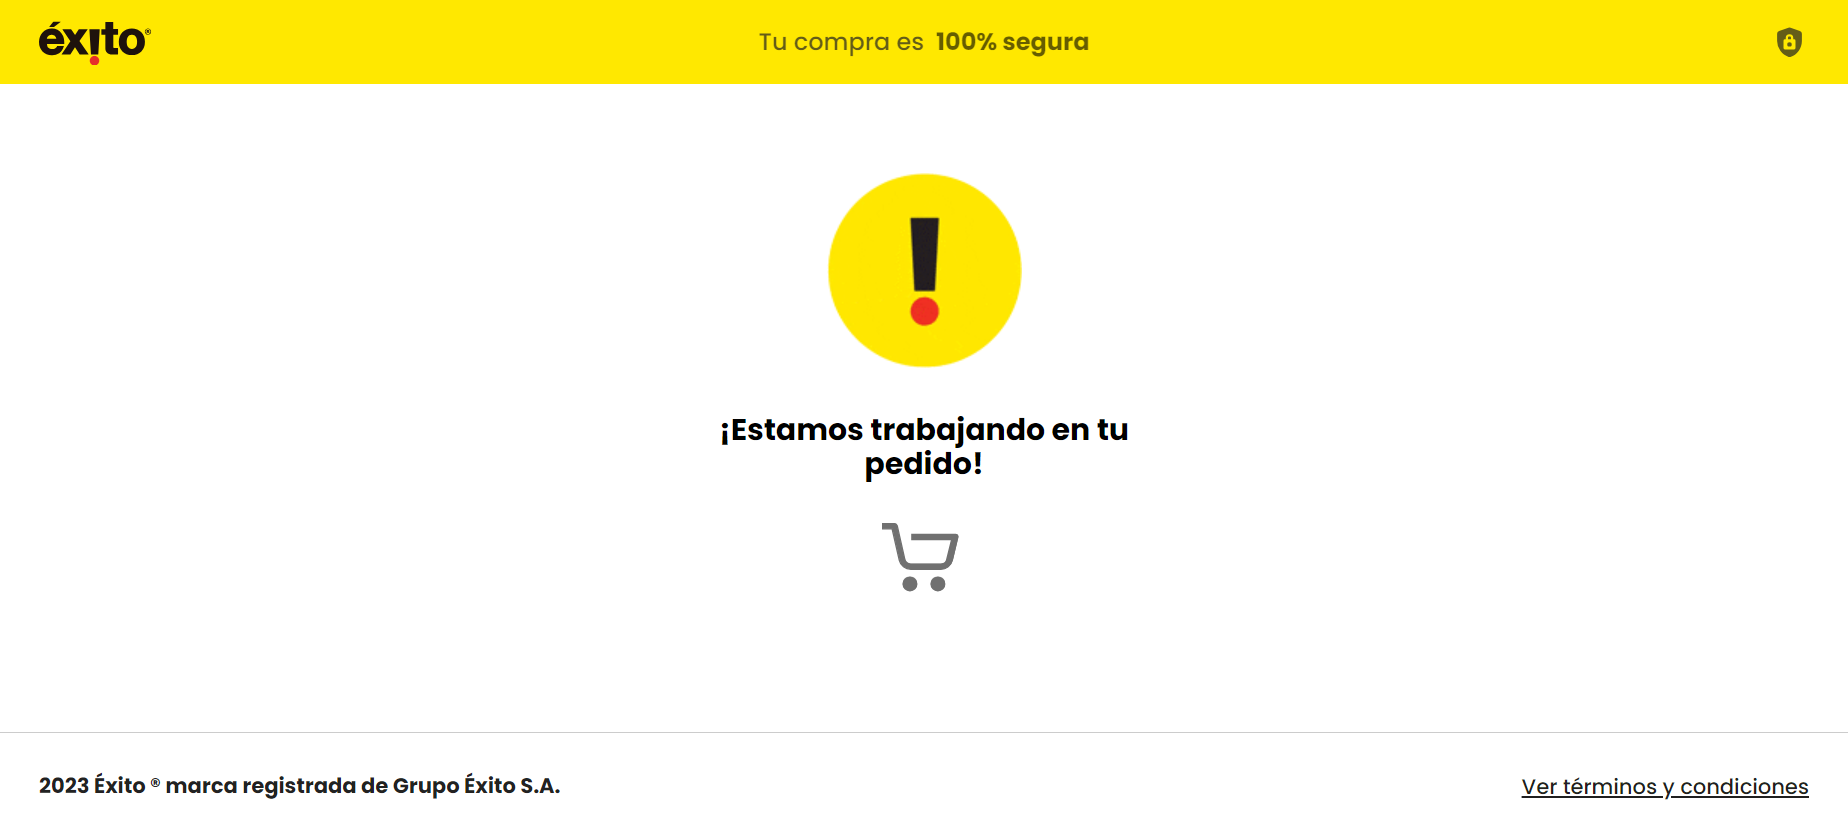 éxito®
Tu compra es 100% segura
¡Estamos trabajando en tu
pedido!
2023 Éxito ® marca registrada de Grupo Éxito S.A.
Ver términos y condiciones